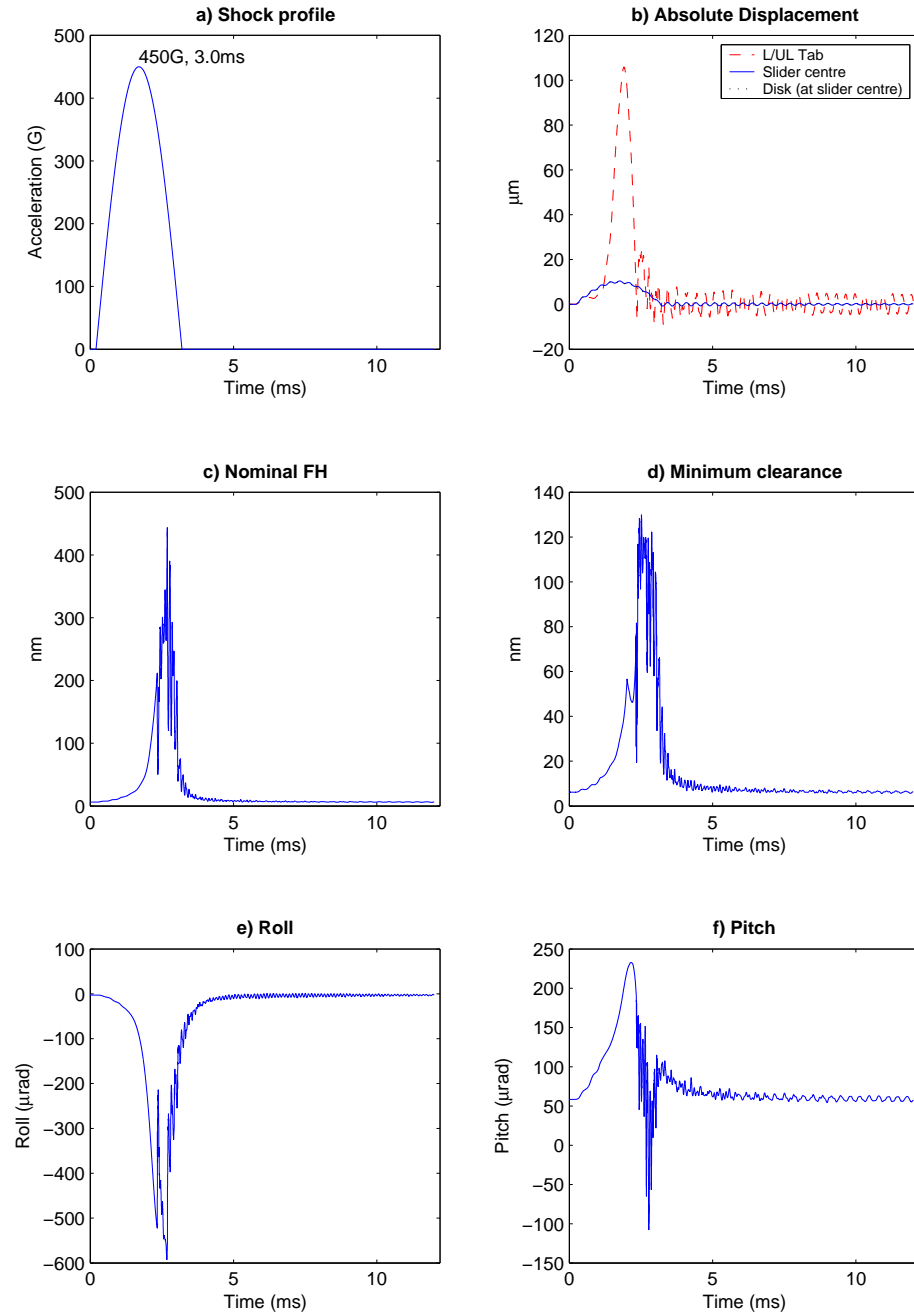 a) Shock profile
450G, 3.0ms
500
400
300
200
100
0
Acceleration (G)
0 5 10
Time (ms)
b) Absolute Displacement
L/UL Tab
Slider centre
Disk (at slider centre)
120
100
80
60
40
20
0
−20
μm
0 5 10
Time (ms)
c) Nominal FH
500
400
300
200
100
0
nm
0 5 10
Time (ms)
d) Minimum clearance
140
120
100
80
60
40
20
0
nm
0 5 10
Time (ms)
e) Roll
100
0
−100
−200
−300
−400
−500
−600
Roll (μrad)
0 5 10
Time (ms)
f) Pitch
250
200
150
100
50
0
−50
−100
−150
Pitch (μrad)
0 5 10
Time (ms)